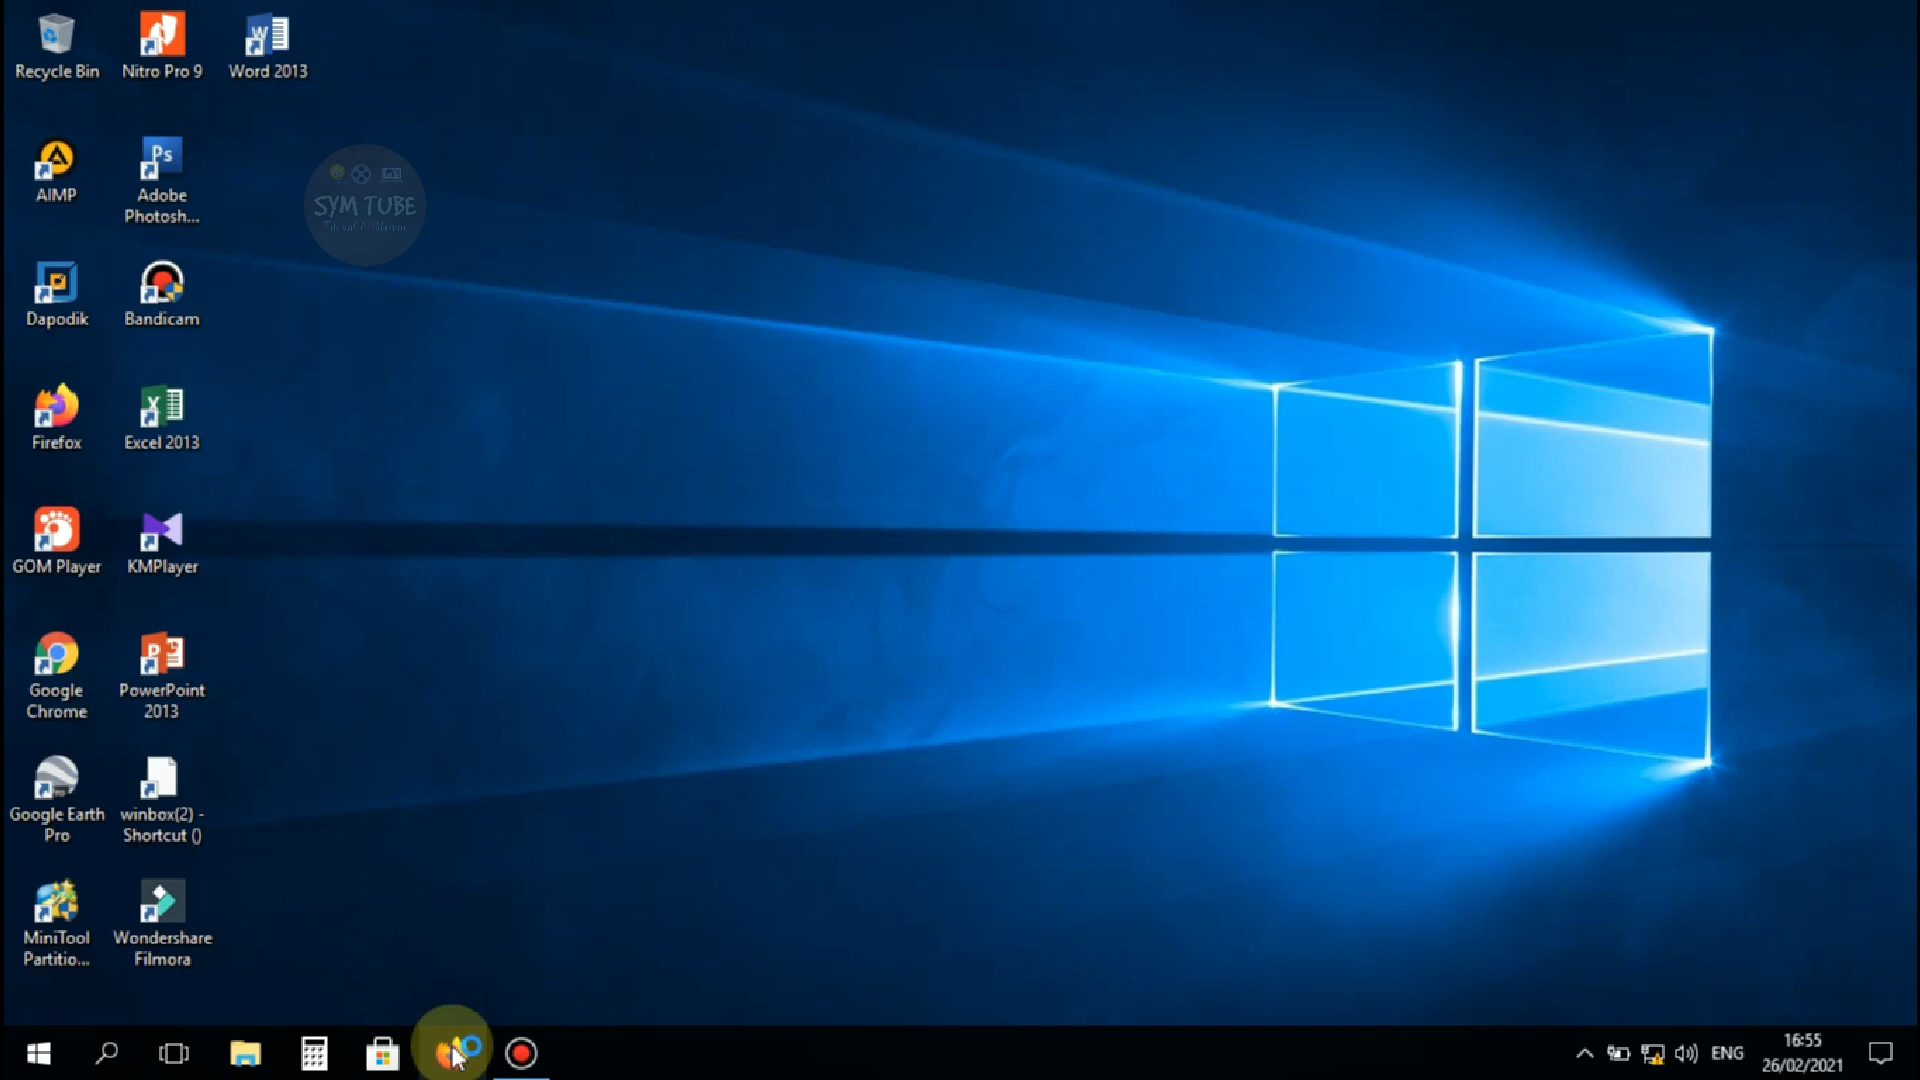 Recycle Bin
Nitro Pro 9
Word 2013
AIMP
Adobe
Photosh...
SYM TUBE
Dapodik
Bandicam
Firefox
Excel 2013
GOM Player
KMPlayer
Google
Chrome
PowerPoint
2013
Google Earth
Pro
winbox(2) -
Shortcut ()
MiniTool
Partitio...
Wondershare
Filmora
ENG
16:55
26/02/2021